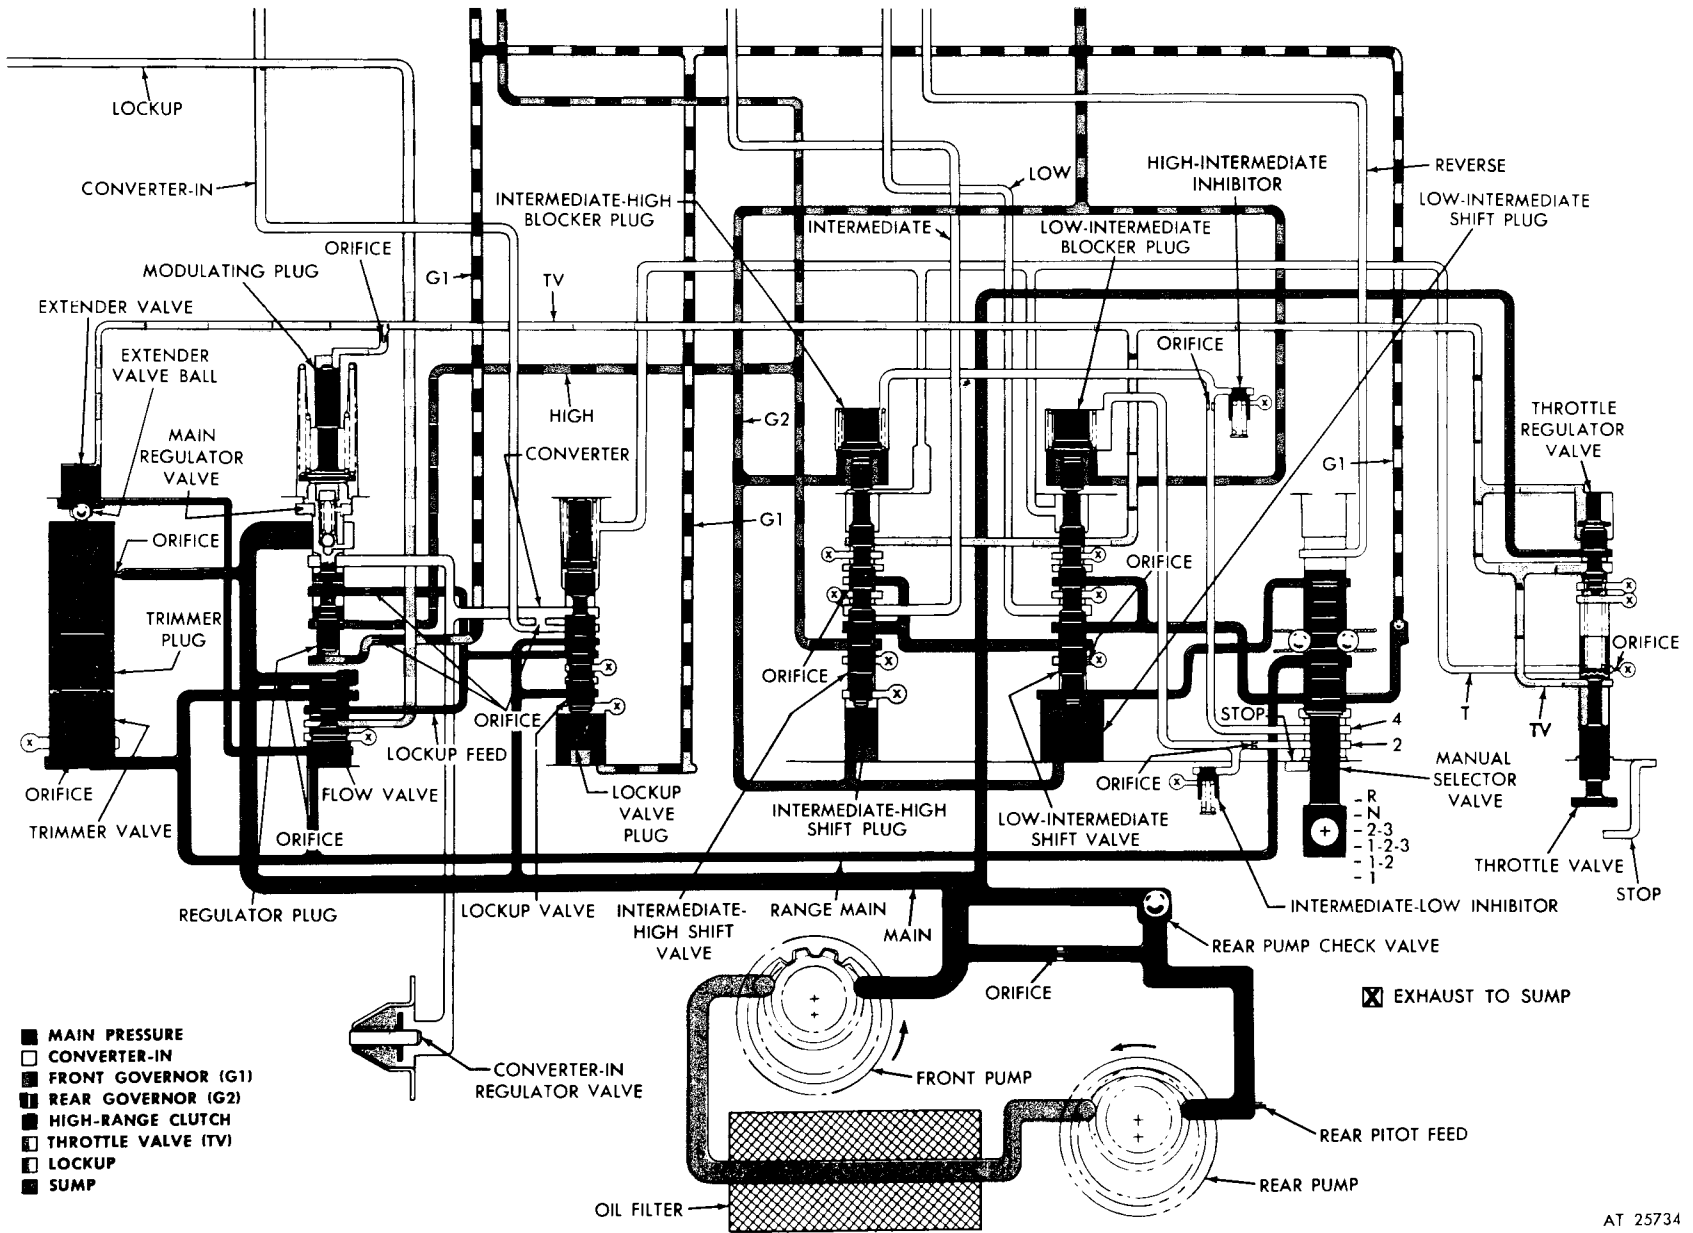 LOCKUP
CONVERTER-IN
INTERMEDIATE-HIGH
BLOCKER PLUG
LOW
HIGH-INTERMEDIATE
INHIBITOR
REVERSE
LOW-INTERMEDIATE
SHIFT PLUG
INTERMEDIATE
LOW-INTERMEDIATE
BLOCKER PLUG
ORIFICE
MODULATING PLUG
G1
TV
EXTENDER VALVE
EXTENDER
VALVE BALL
ORIFICE
HIGH
G2
THROTTLE
REGULATOR
VALVE
MAIN
REGULATOR
VALVE
CONVERTER
G1
G1
ORIFICE
ORIFICE
TRIMMER
PLUG
ORIFICE
ORIFICE
ORIFICE
LOCKUP FEED
T
TV
STOP
4
2
ORIFICE
MANUAL
SELECTOR
VALVE
ORIFICE
FLOW VALVE
LOCKUP
VALVE
PLUG
INTERMEDIATE-HIGH
SHIFT PLUG
LOW-INTERMEDIATE
SHIFT VALVE
R
N
2-3
1-2-3
1-2
1
TRIMMER VALVE
ORIFICE
THROTTLE VALVE
STOP
REGULATOR PLUG
LOCKUP VALVE
INTERMEDIATE-
HIGH SHIFT
VALVE
RANGE MAIN
MAIN
INTERMEDIATE-LOW INHIBITOR
REAR PUMP CHECK VALVE
ORIFICE
X EXHAUST TO SUMP
MAIN PRESSURE
CONVERTER-IN
FRONT GOVERNOR (G1)
REAR GOVERNOR (G2)
HIGH-RANGE CLUTCH
THROTTLE VALVE (TV)
LOCKUP
SUMP
CONVERTER-IN
REGULATOR VALVE
FRONT PUMP
REAR PITOT FEED
REAR PUMP
OIL FILTER
AT 25734